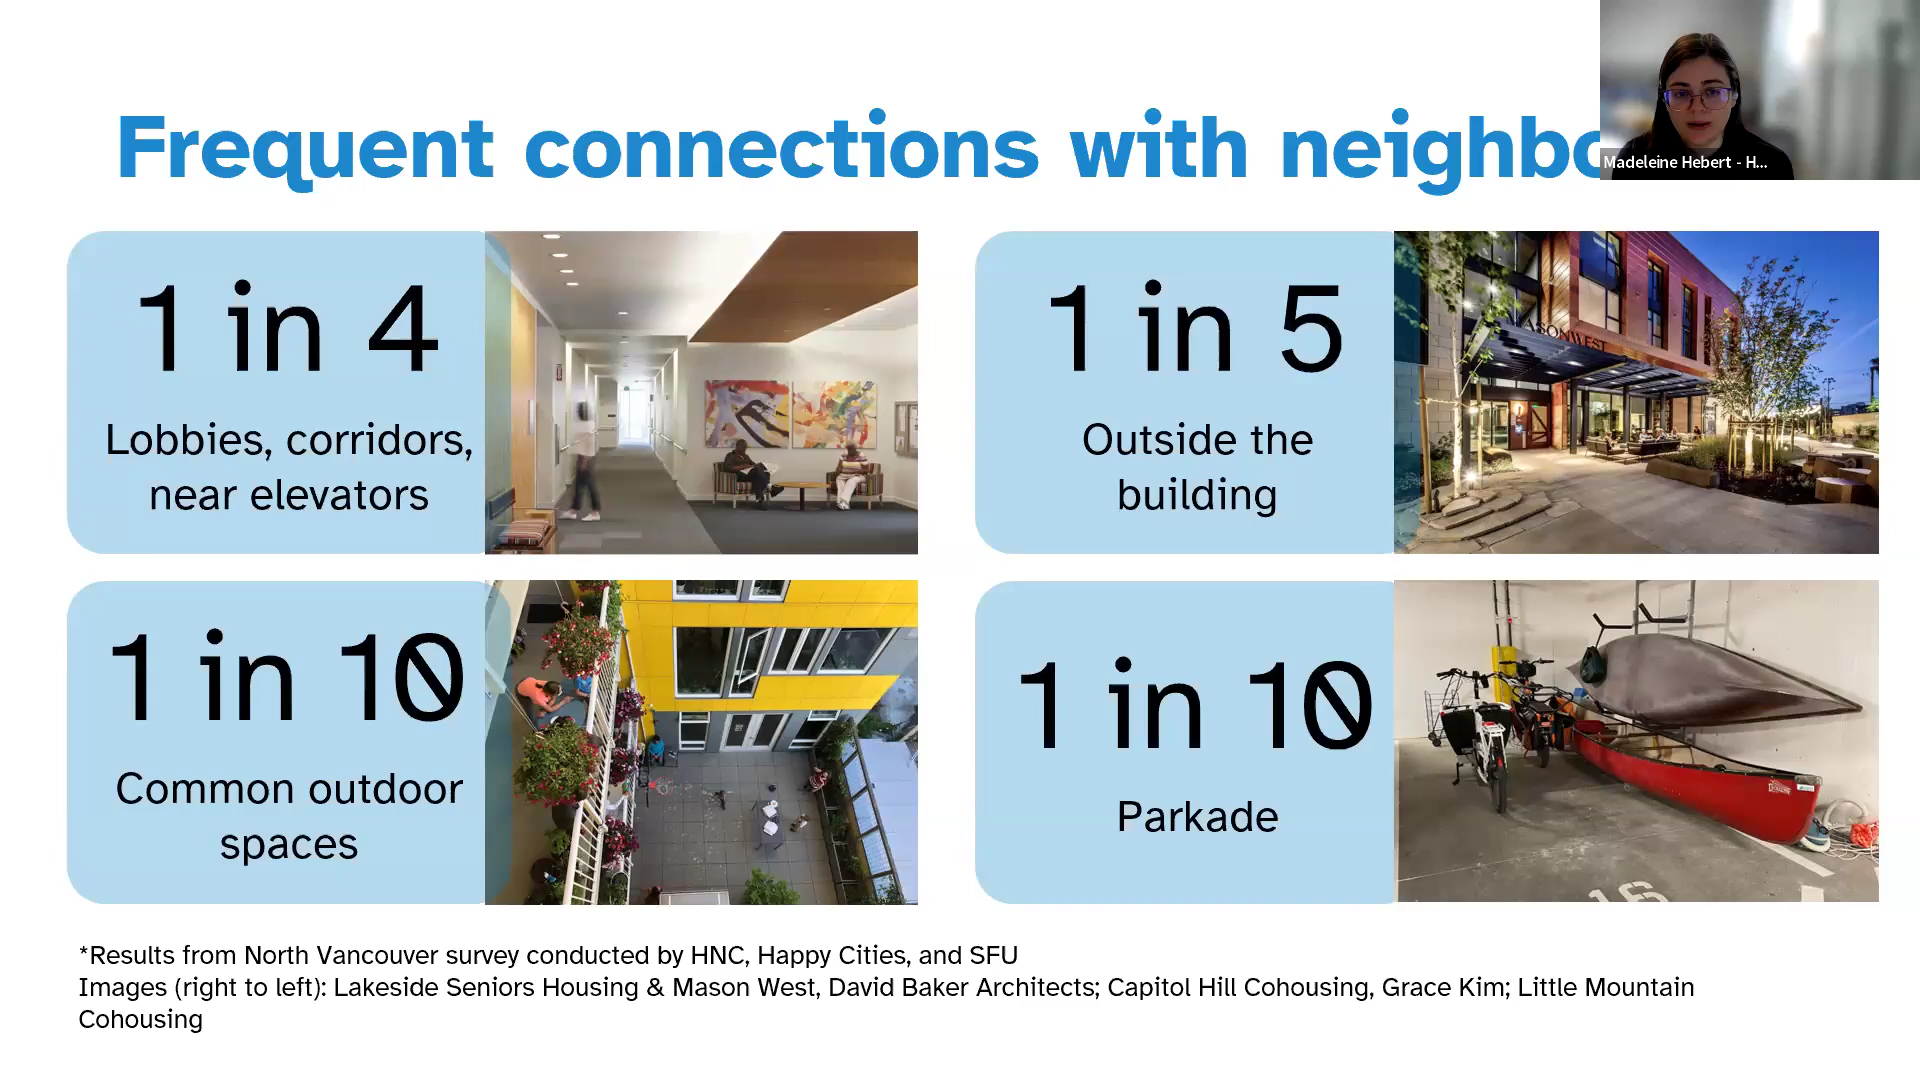 Frequent connections with neighbo
Madeleine Hebert - H...
1 in 4
Lobbies, corridors,
near elevators
1 in 5
Outside the
building
MASONWEST
1 in 10
Common outdoor
spaces
1 in 10
Parkade
16
*Results from North Vancouver survey conducted by HNC, Happy Cities, and SFU
Images (right to left): Lakeside Seniors Housing & Mason West, David Baker Architects; Capitol Hill Cohousing, Grace Kim; Little Mountain
Cohousing